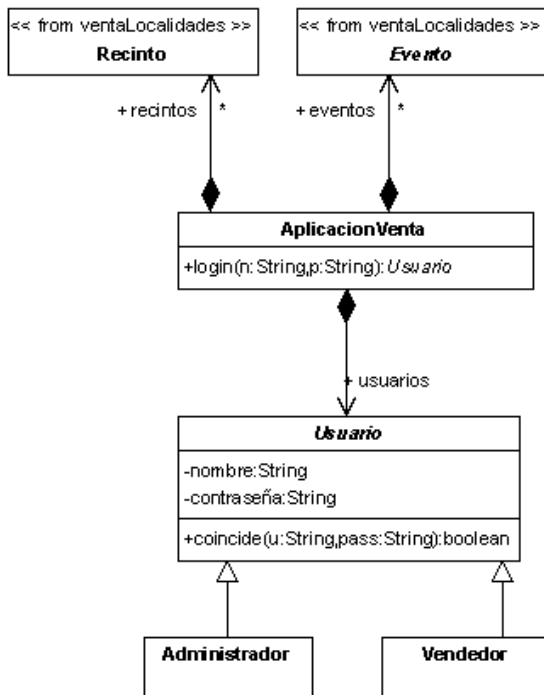 << from ventaLocalidades >>
Recinto
<< from ventaLocalidades >>
Evento
+ recintos
*
+ eventos
*
AplicacionVenta
+login(n:String,p:String):Usuario
+ usuarios
Usuario
-nombre:String
-contraseña:String
+coincide(u:String,pass:String):boolean
Administrador
Vendedor